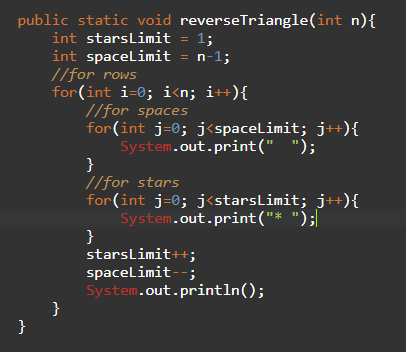 public static void reverseTriangle(int n){
    int starsLimit = 1;
    int spaceLimit = n-1;
    //for rows
    for(int i=0; i<n; i++){
        //for spaces
        for(int j=0; j<spaceLimit; j++){
            System.out.print("  ");
        }
        //for stars
        for(int j=0; j<starsLimit; j++){
            System.out.print("* ");
        }
        starsLimit++;
        spaceLimit--;
        System.out.println();
    }
}